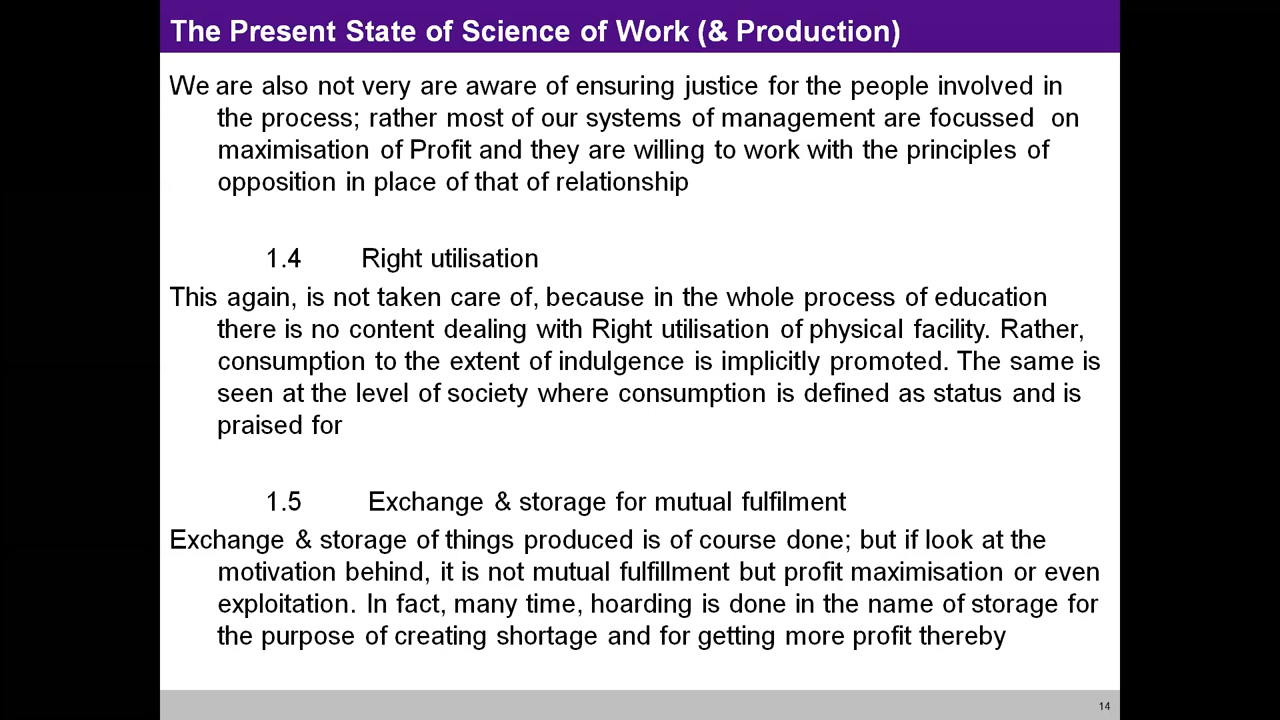 The Present State of Science of Work (& Production)
We are also not very are aware of ensuring justice for the people involved in
the process; rather most of our systems of management are focussed on
maximisation of Profit and they are willing to work with the principles of
opposition in place of that of relationship
1.4 Right utilisation
This again, is not taken care of, because in the whole process of education
there is no content dealing with Right utilisation of physical facility. Rather,
consumption to the extent of indulgence is implicitly promoted. The same is
seen at the level of society where consumption is defined as status and is
praised for
1.5 Exchange & storage for mutual fulfilment
Exchange & storage of things produced is of course done; but if look at the
motivation behind, it is not mutual fulfillment but profit maximisation or even
exploitation. In fact, many time, hoarding is done in the name of storage for
the purpose of creating shortage and for getting more profit thereby
14